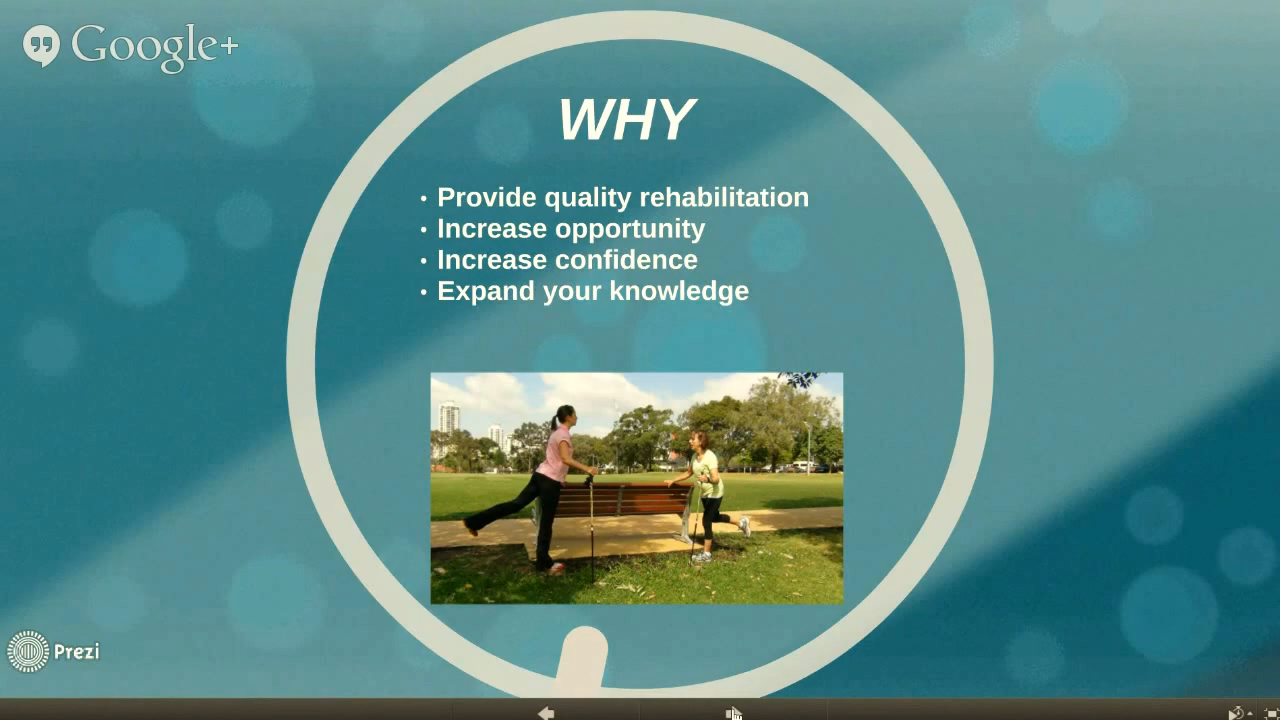 Google+
WHY
• Provide quality rehabilitation
• Increase opportunity
• Increase confidence
• Expand your knowledge
Prezi